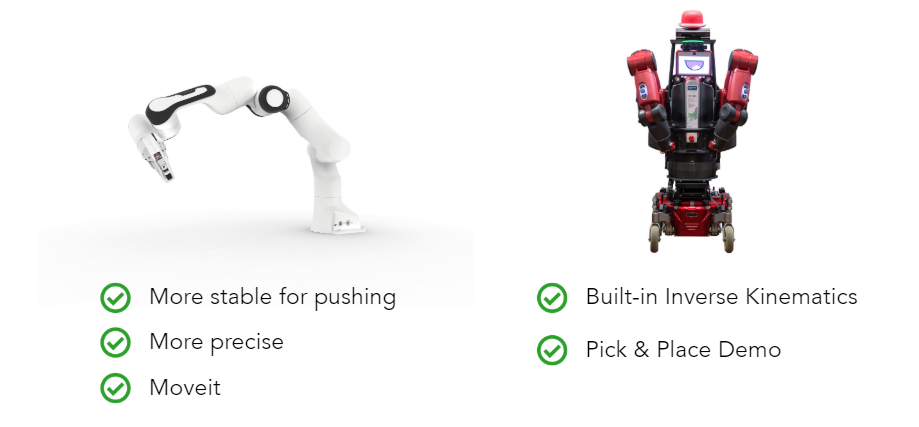 More stable for pushing
More precise
Moveit
Built-in Inverse Kinematics
Pick & Place Demo